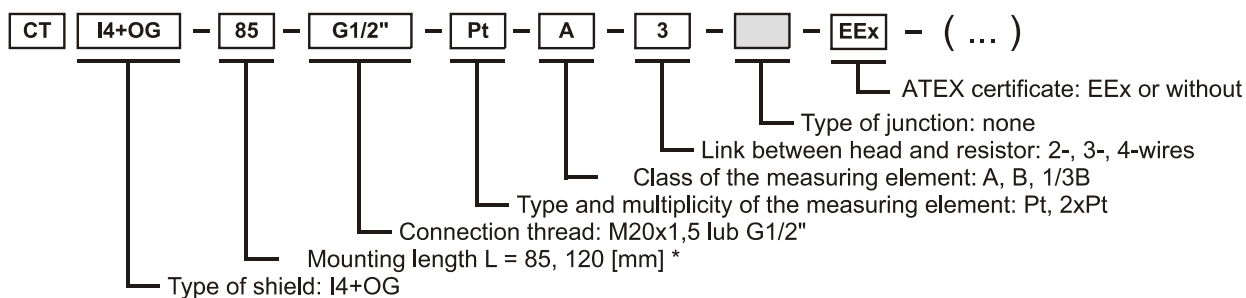 CT I4+OG – 85 – G1/2" – Pt – A – 3 – – EEx – (...)
ATEX certificate: EEx or without
Type of junction: none
Link between head and resistor: 2-, 3-, 4-wires
Class of the measuring element: A, B, 1/3B
Type and multiplicity of the measuring element: Pt, 2xPt
Connection thread: M20x1,5 lub G1/2"
Mounting length L = 85, 120 [mm] *
Type of shield: I4+OG